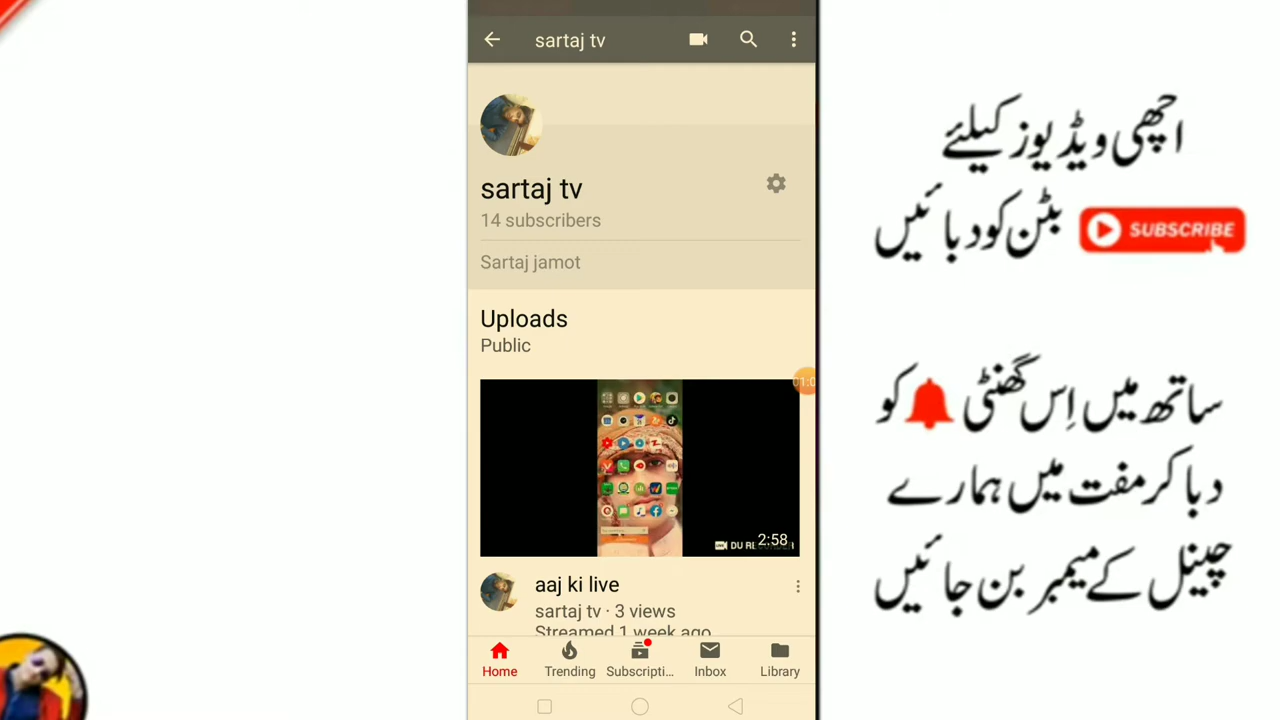 sartaj tv
sartaj tv
14 subscribers
Sartaj jamot
Uploads
Public
2:58
aaj ki live
sartaj tv · 3 views
Streamed 1 week ago
Home
Trending
Subscripti...
Inbox
Library
اچھی ویڈیوز کیلئے
SUBSCRIBE بٹن کو دبائیں
ساتھ میں اِس گھنٹی کو
دبا کر مفت میں ہمارے
چینل کے میمبر بن جائیں